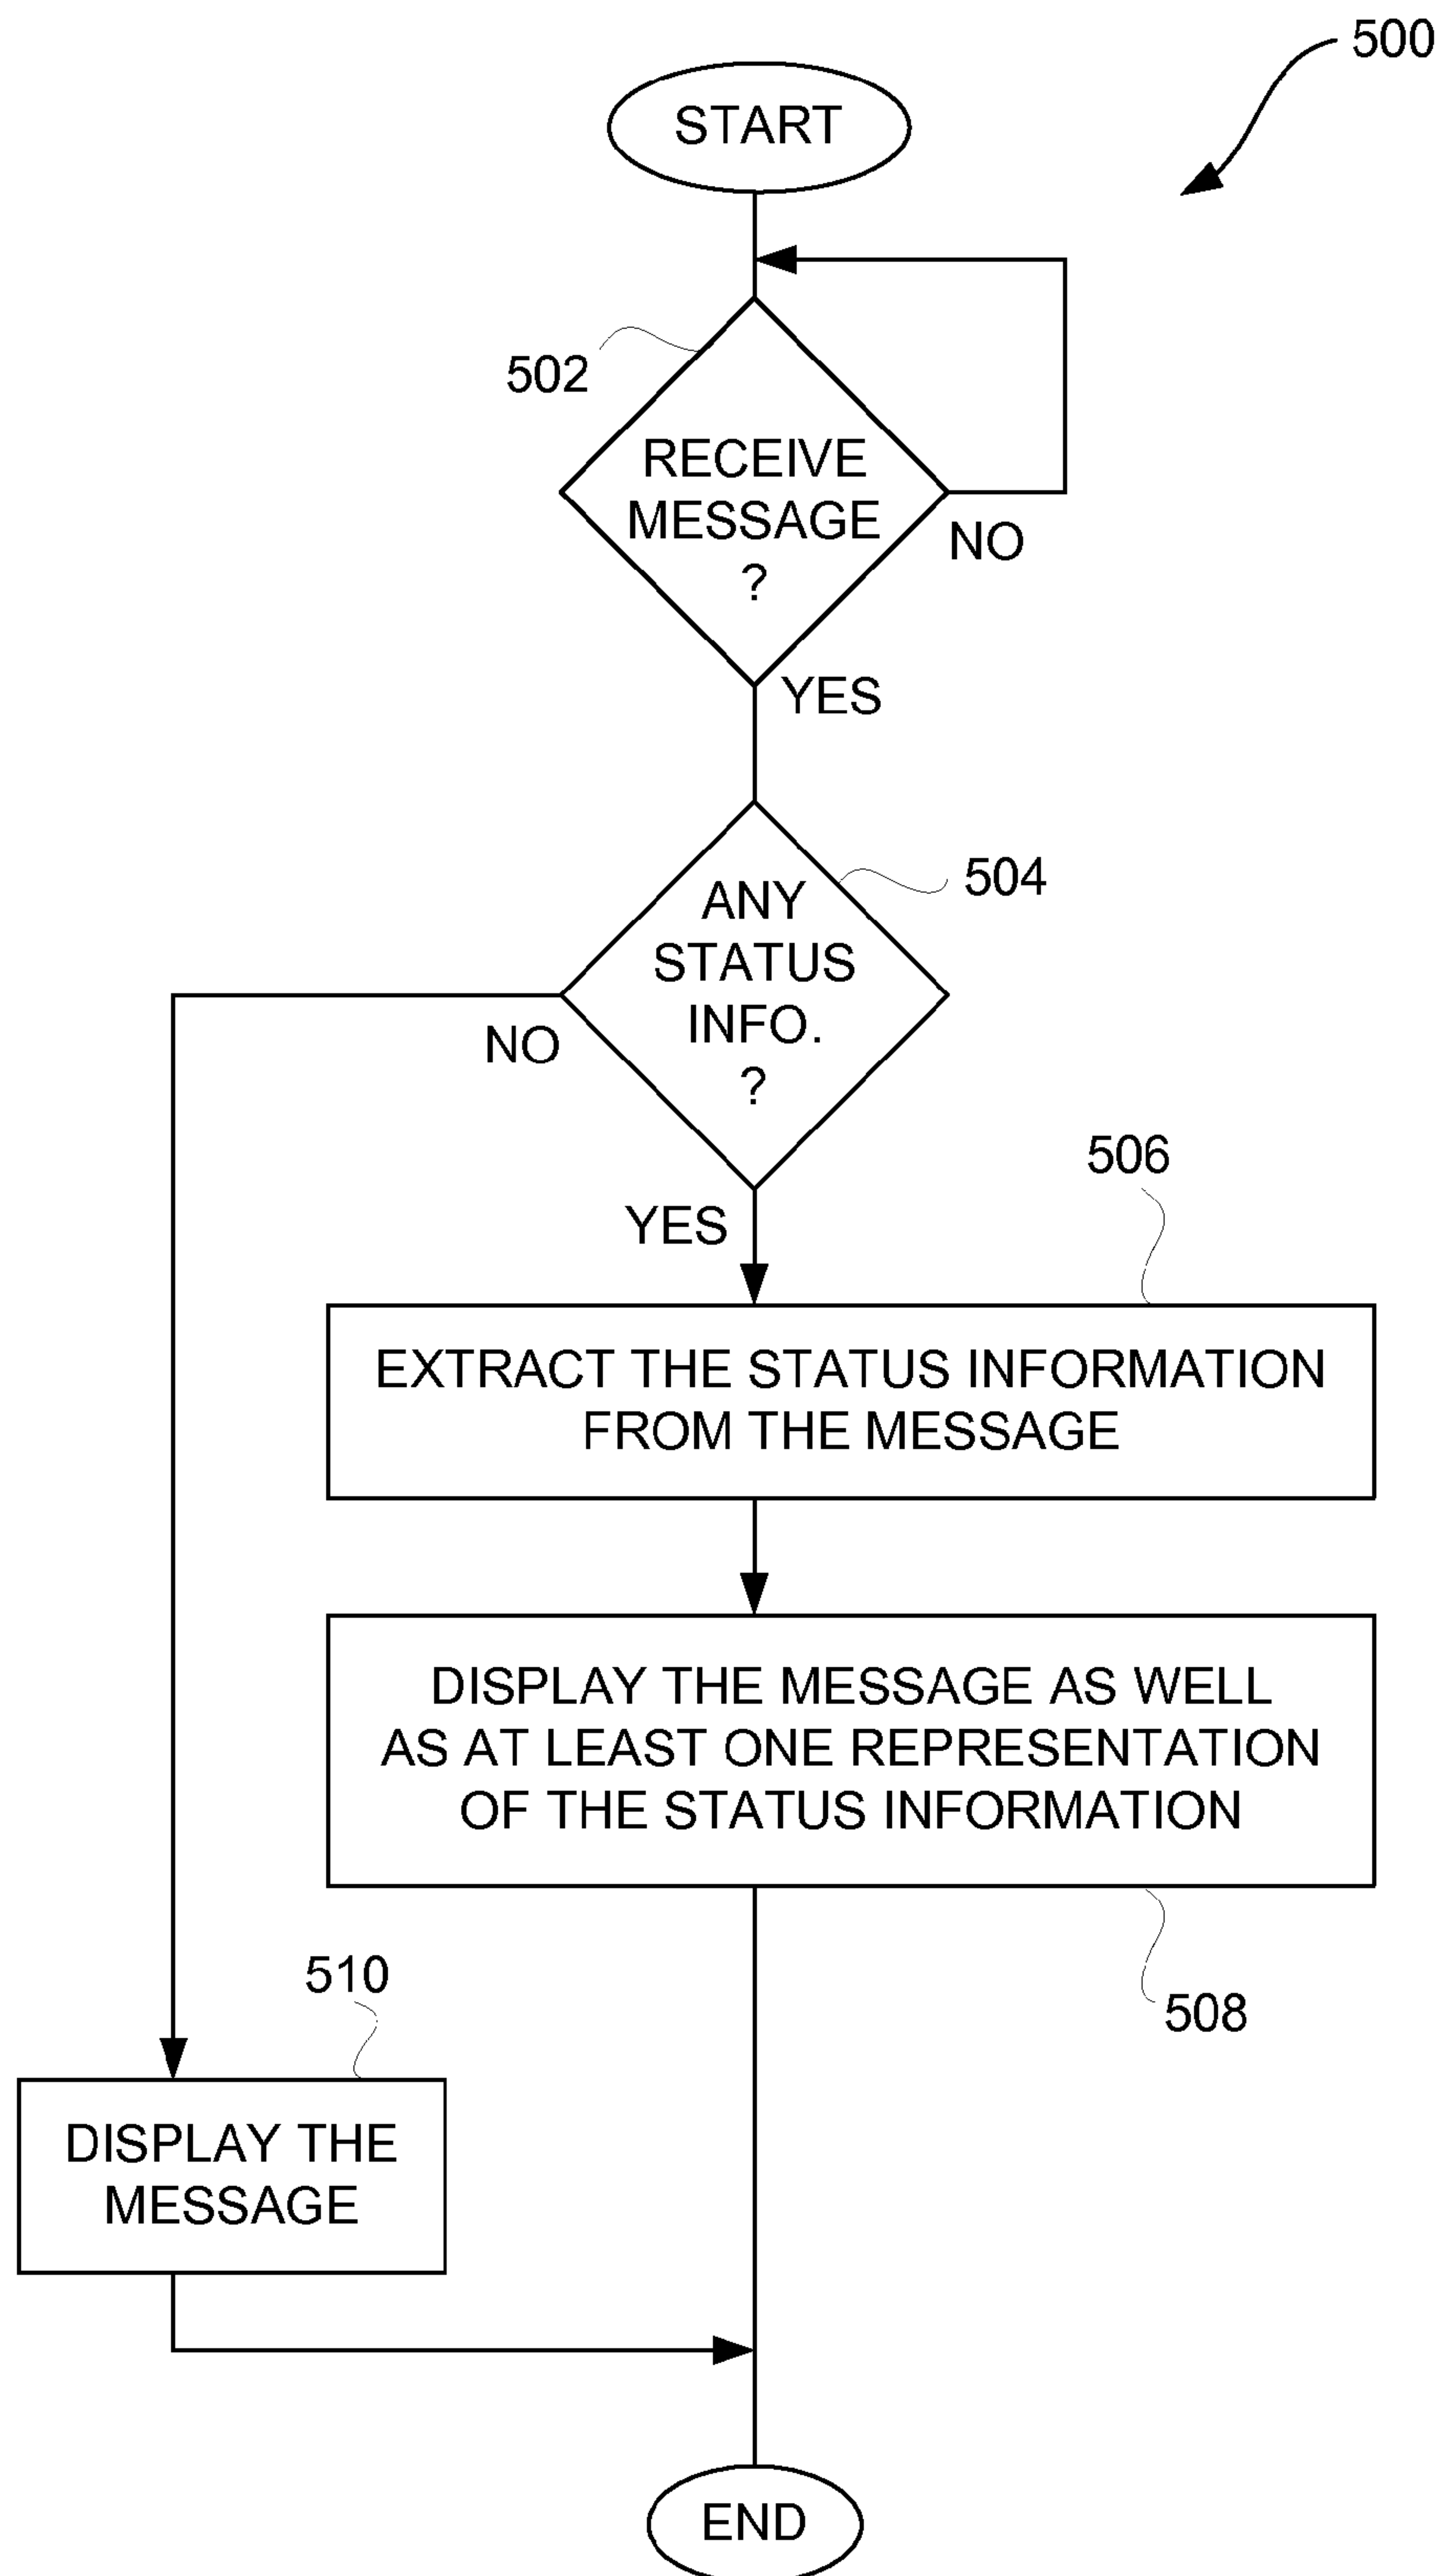 500
START
502
RECEIVE
MESSAGE
?
NO
YES
504
ANY
STATUS
INFO.
?
NO
YES
506
EXTRACT THE STATUS INFORMATION
FROM THE MESSAGE
DISPLAY THE MESSAGE AS WELL
AS AT LEAST ONE REPRESENTATION
OF THE STATUS INFORMATION
510
508
DISPLAY THE
MESSAGE
END